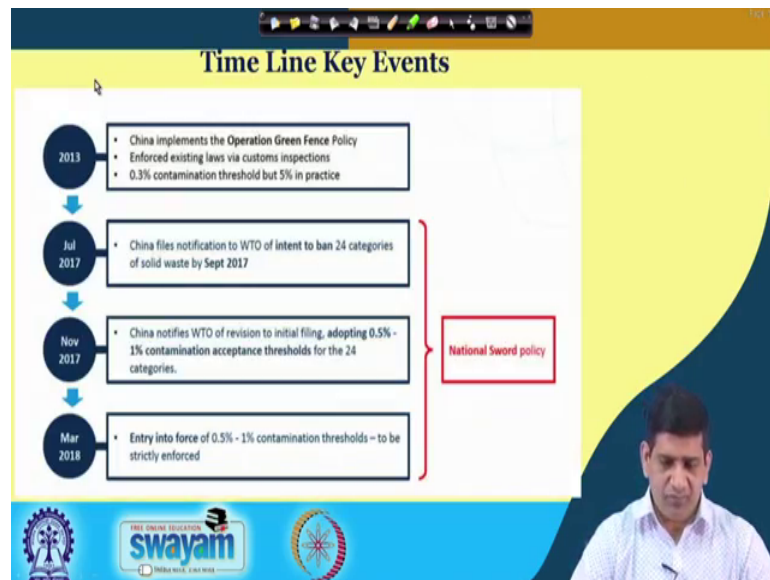 Time Line Key Events
2013
• China implements the Operation Green Fence Policy
• Enforced existing laws via customs inspections
• 0.3% contamination threshold but 5% in practice
Jul
2017
• China files notification to WTO of intent to ban 24 categories
of solid waste by Sept 2017
Nov
2017
• China notifies WTO of revision to initial filing, adopting 0.5% -
1% contamination acceptance thresholds for the 24
categories.
Mar
2018
• Entry into force of 0.5% - 1% contamination thresholds – to be
strictly enforced
National Sword policy
FREE ONLINE EDUCATION
swayam